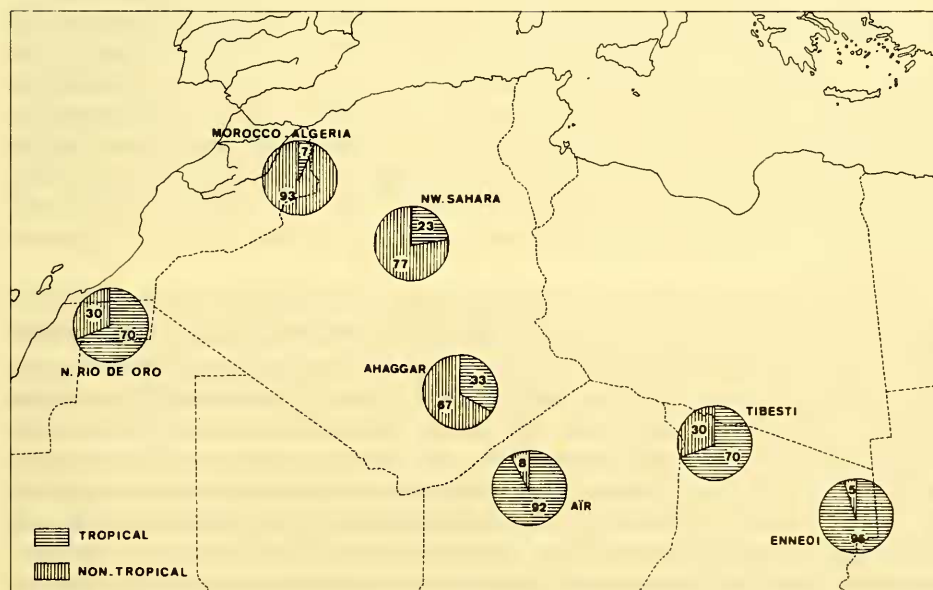 MOROCCO-ALGERIA
7
93
NW. SAHARA
23
77
30
70
N. RIO DE ORO
AHAGGAR
33
67
TIBESTI
30
70
8
92
AÏR
5
95
ENNEDI
TROPICAL
NON-TROPICAL